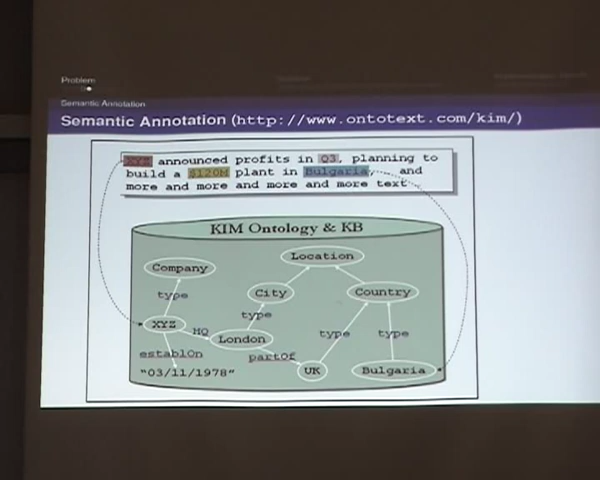 Problem
Semantic Annotation
Semantic Annotation (http://www.ontotext.com/kim/)
XYZ announced profits in Q3, planning to
build a $120M plant in Bulgaria, and
more and more and more and more text
KIM Ontology & KB
Location
Company
City
Country
type
type
XYZ
HQ
London
type
type
establOn
partOf
"03/11/1978"
UK
Bulgaria